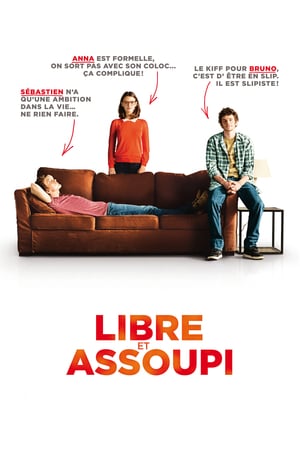 ANNA EST FORMELLE,
ON SORT PAS AVEC SON COLOC...
ÇA COMPLIQUE !
LE KIFF POUR BRUNO,
C'EST D' ÊTRE EN SLIP.
IL EST SLIPISTE !
SÉBASTIEN N'A
QU'UNE AMBITION
DANS LA VIE...
NE RIEN FAIRE.
LIBRE
ET
ASSOUPI